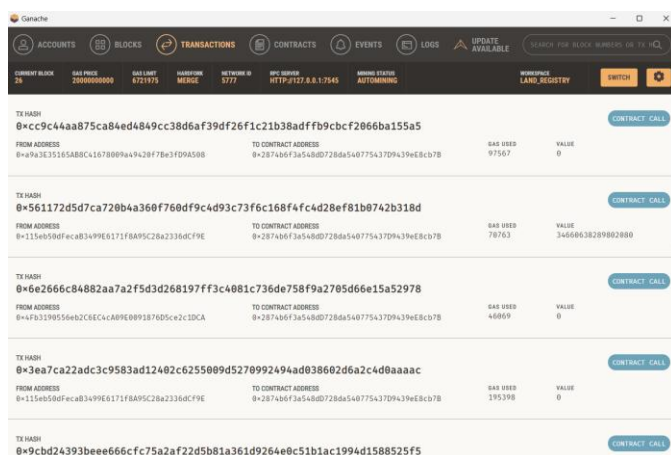 Ganache
ACCOUNTS BLOCKS TRANSACTIONS CONTRACTS EVENTS LOGS UPDATE AVAILABLE SEARCH FOR BLOCK NUMBERS OR TX H
CURRENT BLOCK GAS PRICE GAS LIMIT HARDFORK NETWORK ID RPC SERVER MINING STATUS WORKSPACE
26 20000000000 6721975 MERGE 5777 HTTP://127.0.0.1:7545 AUTOMINING LAND_REGISTRY SWITCH
TX HASH
0×cc9c44aa875ca84ed4849cc38d6af39df26f1c21b38adffb9cbcf2066ba155a5 CONTRACT CALL
FROM ADDRESS TO CONTRACT ADDRESS GAS USED VALUE
0×a9a3E35165AB8C41678009a49420f7Be3fD9A508 0×2874b6f3a548dD728da540775437D9439eE8cb7B 97567 0
TX HASH
0×561172d5d7ca720b4a360f760df9c4d93c73f6c168f4fc4d28ef81b0742b318d CONTRACT CALL
FROM ADDRESS TO CONTRACT ADDRESS GAS USED VALUE
0×115eb50dFecaB3499E6171f8A95C28a2336dCf9E 0×2874b6f3a548dD728da540775437D9439eE8cb7B 70763 34660638289802080
TX HASH
0×6e2666c84882aa7a2f5d3d268197ff3c4081c736de758f9a2705d66e15a52978 CONTRACT CALL
FROM ADDRESS TO CONTRACT ADDRESS GAS USED VALUE
0×4Fb3190556eb2C6EC4cA09E0091876D5ce2c1DCA 0×2874b6f3a548dD728da540775437D9439eE8cb7B 46069 0
TX HASH
0×3ea7ca22adc3c9583ad12402c6255009d5270992494ad038602d6a2c4d0aaaac CONTRACT CALL
FROM ADDRESS TO CONTRACT ADDRESS GAS USED VALUE
0×115eb50dFecaB3499E6171f8A95C28a2336dCf9E 0×2874b6f3a548dD728da540775437D9439eE8cb7B 195398 0
TX HASH
0×9cbd24393beee666cfc75a2af22d5b81a361d9264e0c51b1ac1994d1588525f5 CONTRACT CALL